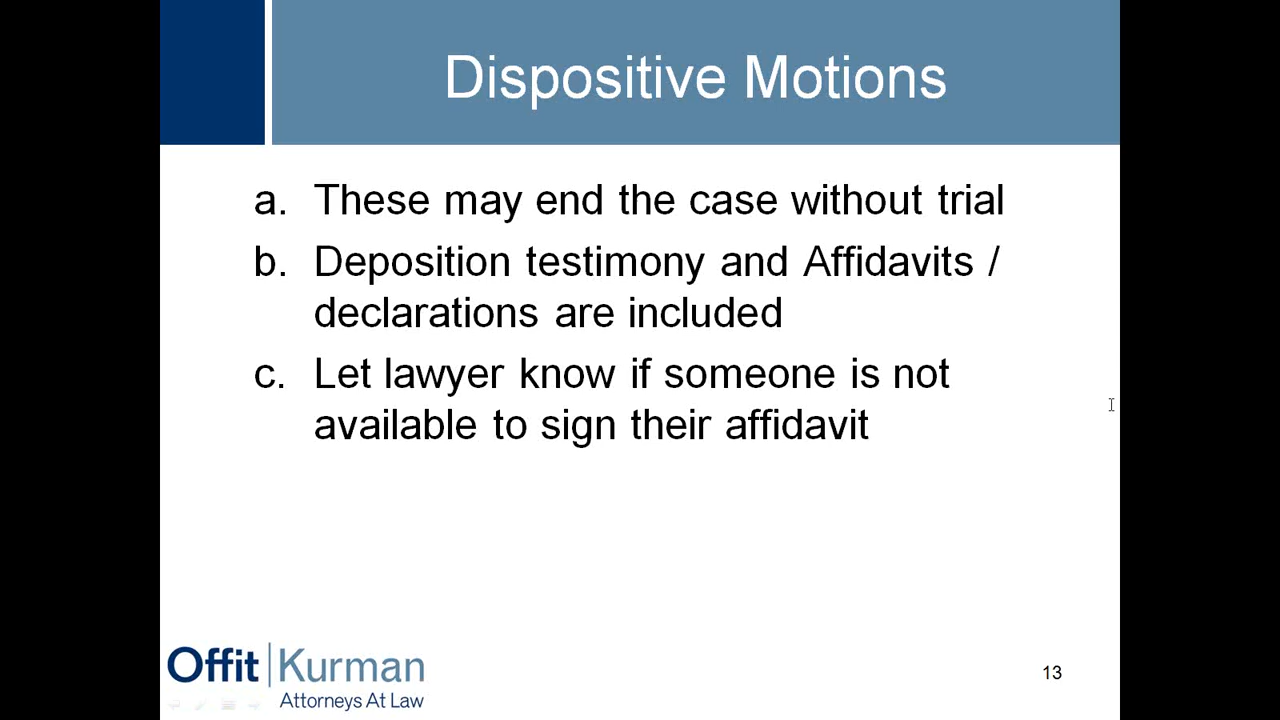 Dispositive Motions
a. These may end the case without trial
b. Deposition testimony and Affidavits /
declarations are included
c. Let lawyer know if someone is not
available to sign their affidavit
Offit Kurman
Attorneys At Law
13